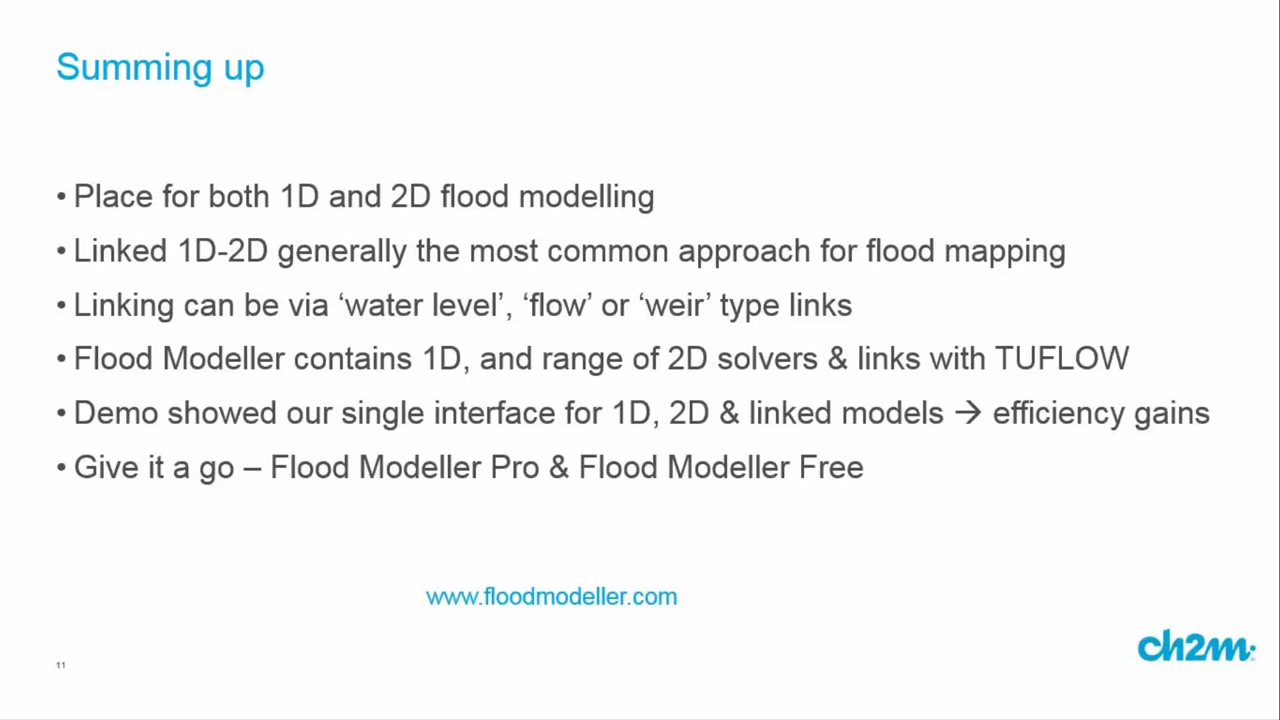 Summing up
• Place for both 1D and 2D flood modelling
• Linked 1D-2D generally the most common approach for flood mapping
• Linking can be via ‘water level’, ‘flow’ or ‘weir’ type links
• Flood Modeller contains 1D, and range of 2D solvers & links with TUFLOW
• Demo showed our single interface for 1D, 2D & linked models → efficiency gains
• Give it a go – Flood Modeller Pro & Flood Modeller Free
www.floodmodeller.com
ch2m
11